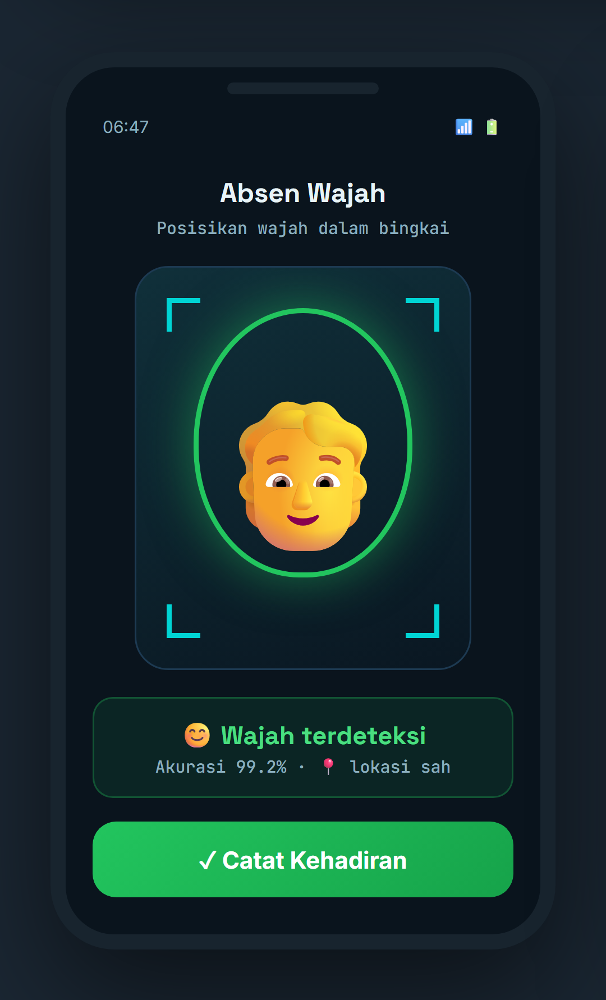 06:47
Absen Wajah
Posisikan wajah dalam bingkai
😊 Wajah terdeteksi
Akurasi 99.2% · 📍 lokasi sah
✓ Catat Kehadiran